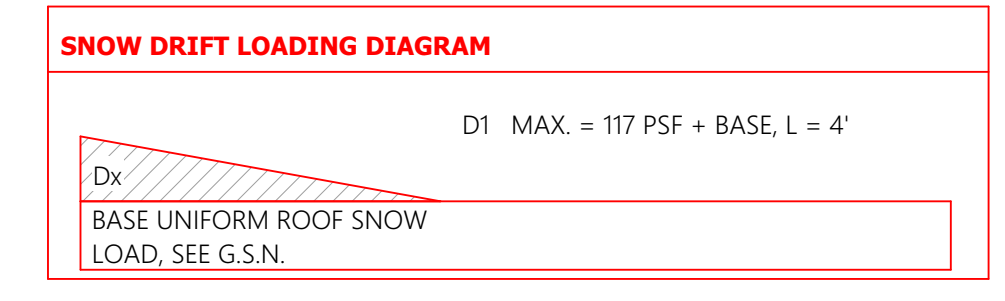 SNOW DRIFT LOADING DIAGRAM
D1 MAX. = 117 PSF + BASE, L = 4'
Dx
BASE UNIFORM ROOF SNOW
LOAD, SEE G.S.N.